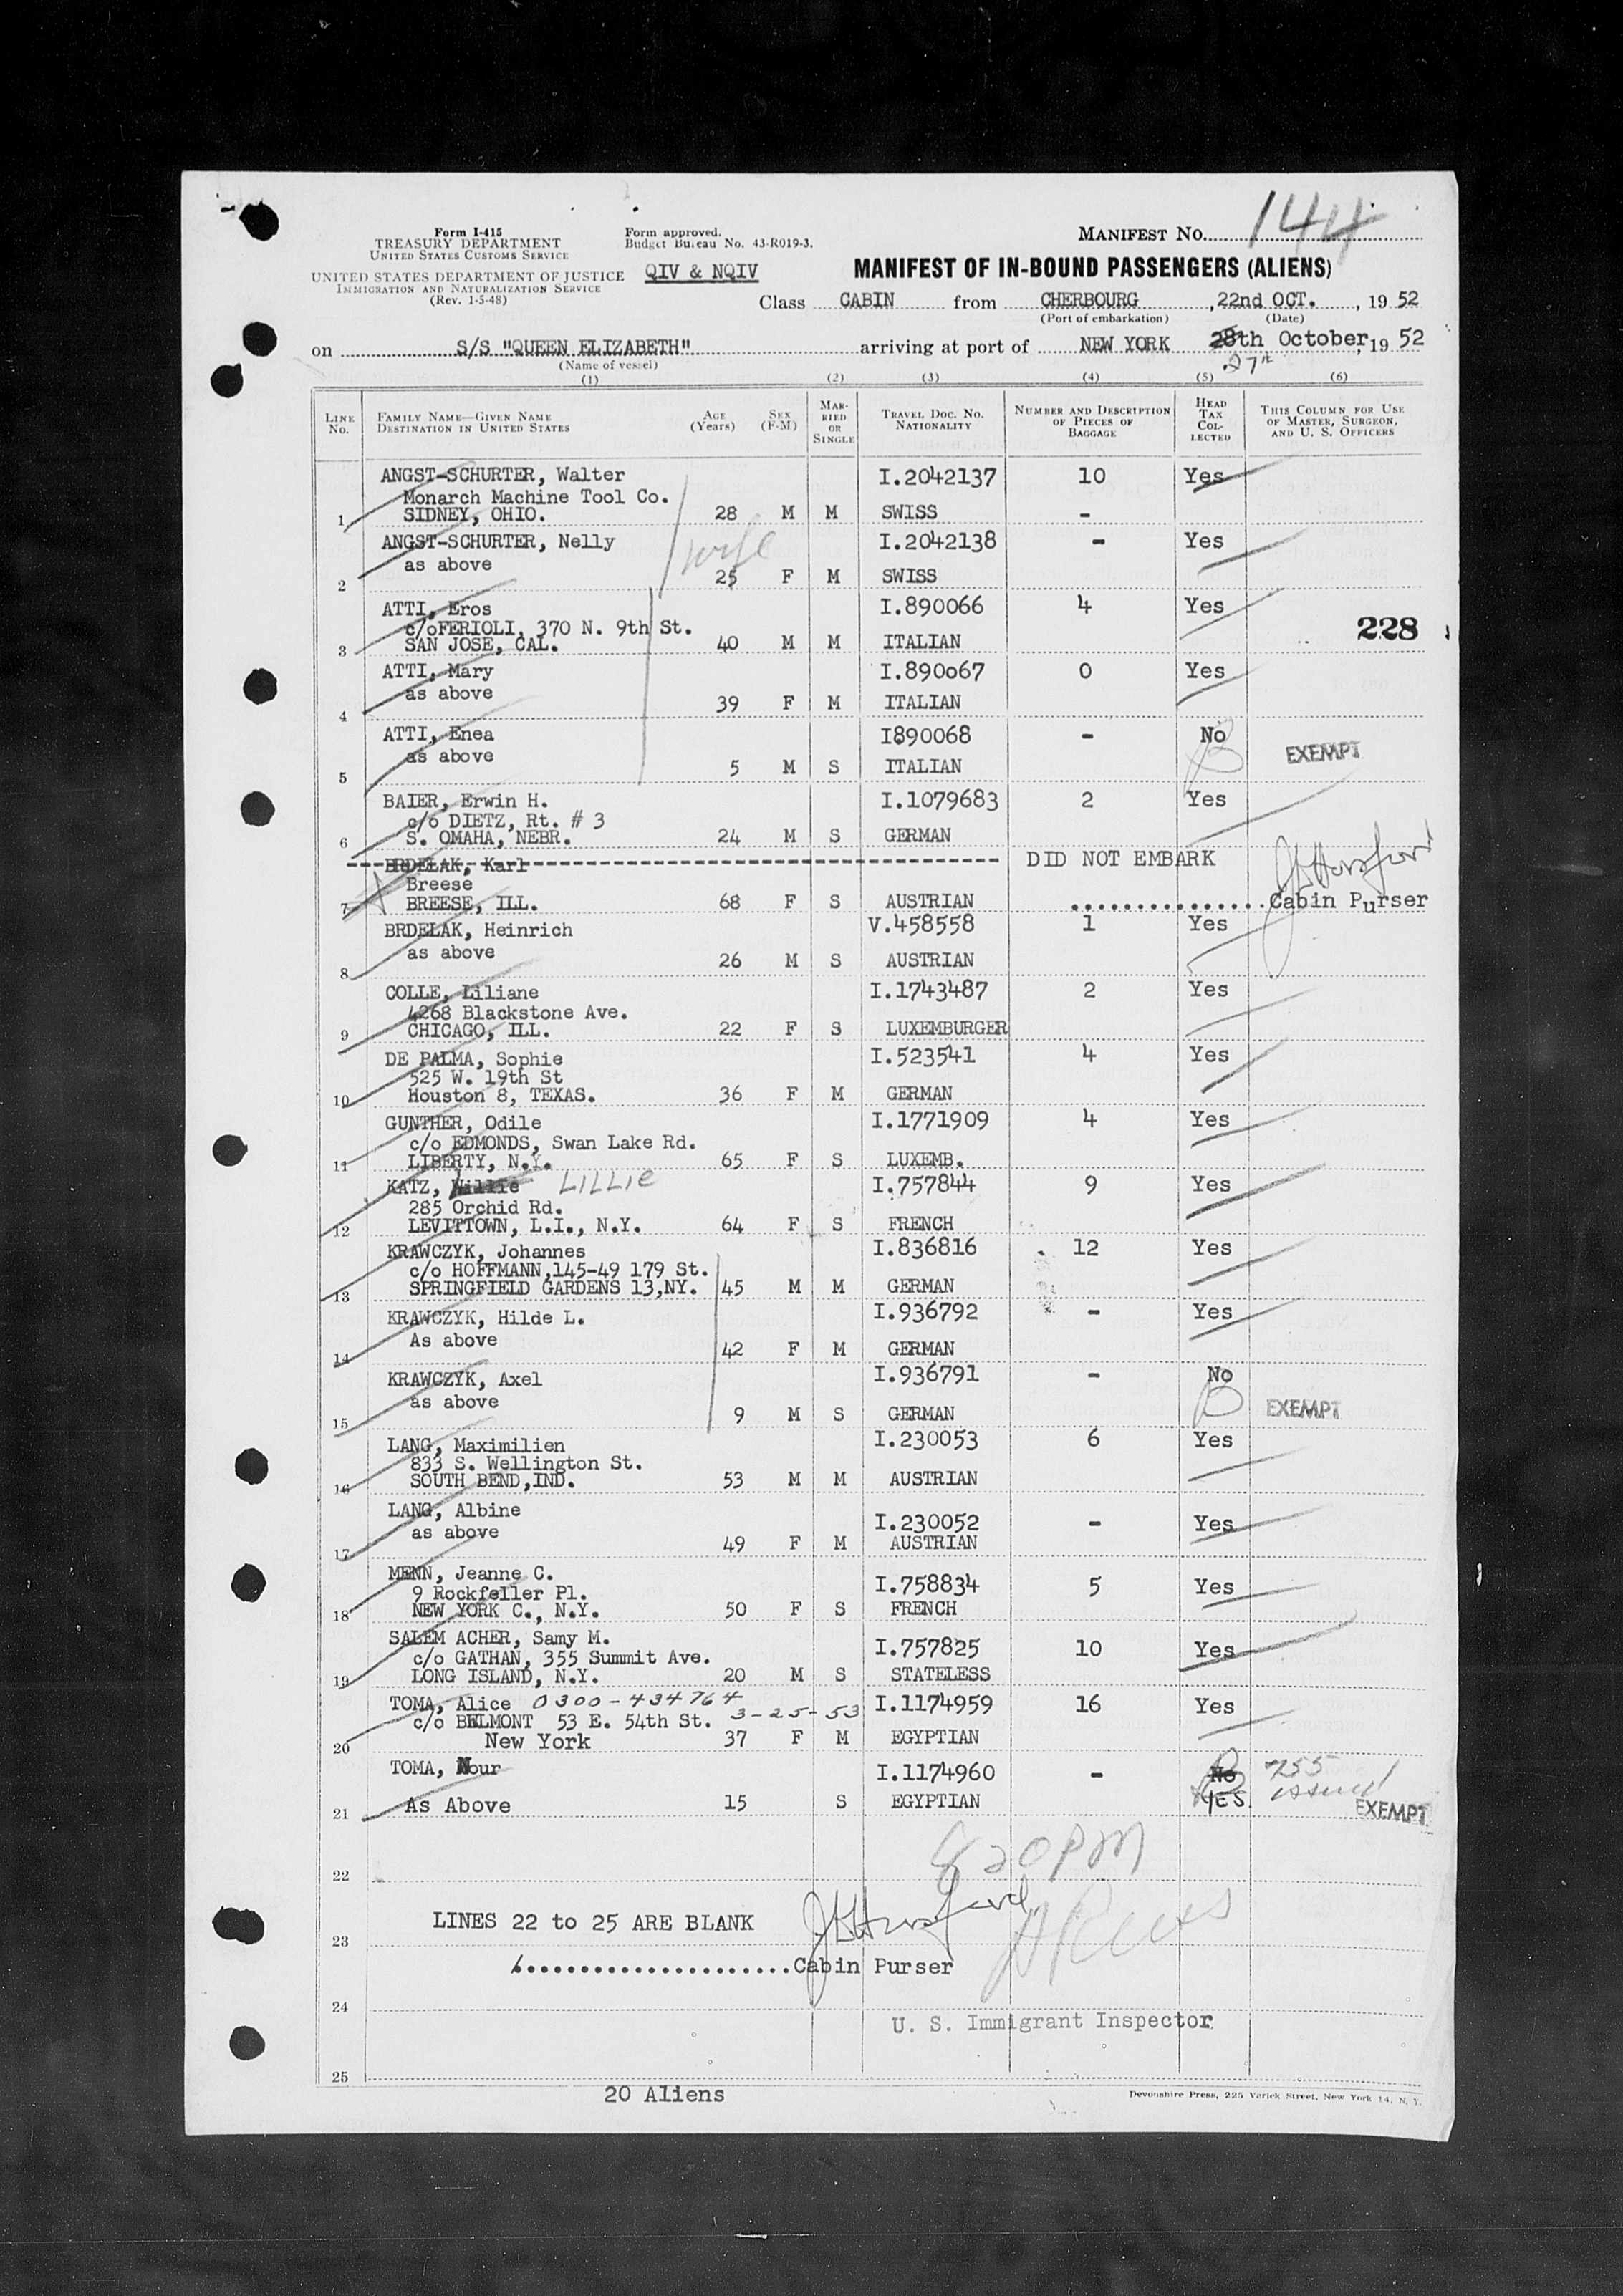 Form I-415
TREASURY DEPARTMENT
UNITED STATES CUSTOMS SERVICE
UNITED STATES DEPARTMENT OF JUSTICE
IMMIGRATION AND NATURALIZATION SERVICE
(Rev. 1-5-48)
Form approved.
Budget Bureau No. 43-R019-3.
QIV & NQIV
MANIFEST NO. 144
MANIFEST OF IN-BOUND PASSENGERS (ALIENS)
Class CABIN from CHERBOURG , 22nd OCT. , 19 52
(Port of embarkation) (Date)
on S/S "QUEEN ELIZABETH" arriving at port of NEW YORK 28th October, 19 52
(Name of vessel) 27th
(1) (2) (3) (4) (5) (6)
LINE NO. FAMILY NAME—GIVEN NAME DESTINATION IN UNITED STATES AGE (Years) SEX (F-M) MARRIED OR SINGLE TRAVEL DOC. NO. NATIONALITY NUMBER AND DESCRIPTION OF PIECES OF BAGGAGE HEAD TAX COLLECTED THIS COLUMN FOR USE OF MASTER, SURGEON, AND U. S. OFFICERS
ANGST-SCHURTER, Walter I.2042137 10 Yes
Monarch Machine Tool Co.
1 SIDNEY, OHIO. 28 M M SWISS -
ANGST-SCHURTER, Nelly wife I.2042138 - Yes
as above
2 25 F M SWISS
ATTI, Eros I.890066 4 Yes
c/oFERIOLI, 370 N. 9th St. 228
3 SAN JOSE, CAL. 40 M M ITALIAN
ATTI, Mary I.890o67 0 Yes
as above
4 39 F M ITALIAN
ATTI, Enea I890068 - No
as above EXEMPT
5 5 M S ITALIAN
BAIER, Erwin H. I.1079683 2 Yes
c/o DIETZ, Rt. # 3
6 S. OMAHA, NEBR. 24 M S GERMAN
BRDELAK, Karl DID NOT EMBARK
Breese
7 BREESE, ILL. 68 F S AUSTRIAN Cabin Purser
BRDELAK, Heinrich V.458558 1 Yes
as above
8 26 M S AUSTRIAN
COLLE, Liliane I.1743487 2 Yes
4268 Blackstone Ave.
9 CHICAGO, ILL. 22 F S LUXEMBURGER
DE PALMA, Sophie I.523541 4 Yes
525 W. 19th St
10 Houston 8, TEXAS. 36 F M GERMAN
GUNTHER, Odile I.1771909 4 Yes
c/o EDMONDS, Swan Lake Rd.
11 LIBERTY, N.Y. 65 F S LUXEMB.
KATZ, Willie LILLIE I.757844 9 Yes
285 Orchid Rd.
12 LEVITTOWN, L.I., N.Y. 64 F S FRENCH
KRAWCZYK, Johannes I.836816 12 Yes
c/o HOFFMANN,145-49 179 St.
13 SPRINGFIELD GARDENS 13,NY. 45 M M GERMAN
KRAWCZYK, Hilde L. I.936792 - Yes
As above
14 42 F M GERMAN
KRAWCZYK, Axel I.936791 - No
as above EXEMPT
15 9 M S GERMAN
LANG, Maximilien I.230053 6 Yes
833 S. Wellington St.
16 SOUTH BEND,IND. 53 M M AUSTRIAN
LANG, Albine I.230052 - Yes
as above
17 49 F M AUSTRIAN
MENN, Jeanne C. I.758834 5 Yes
9 Rockfeller Pl.
18 NEW YORK C., N.Y. 50 F S FRENCH
SALEM ACHER, Samy M. I.757825 10 Yes
c/o GATHAN, 355 Summit Ave.
19 LONG ISLAND, N.Y. 20 M S STATELESS
TOMA, Alice 0300-434764 I.1174959 16 Yes
c/o BELMONT 53 E. 54th St. 3-25-53
20 New York 37 F M EGYPTIAN
TOMA, Nour I.1174960 - No 755
21 As Above 15 S EGYPTIAN YES issued EXEMPT
22 820 PM
LINES 22 to 25 ARE BLANK
23
Cabin Purser
24
U. S. Immigrant Inspector
25
20 Aliens
Devonshire Press, 225 Varick Street, New York 14, N. Y.